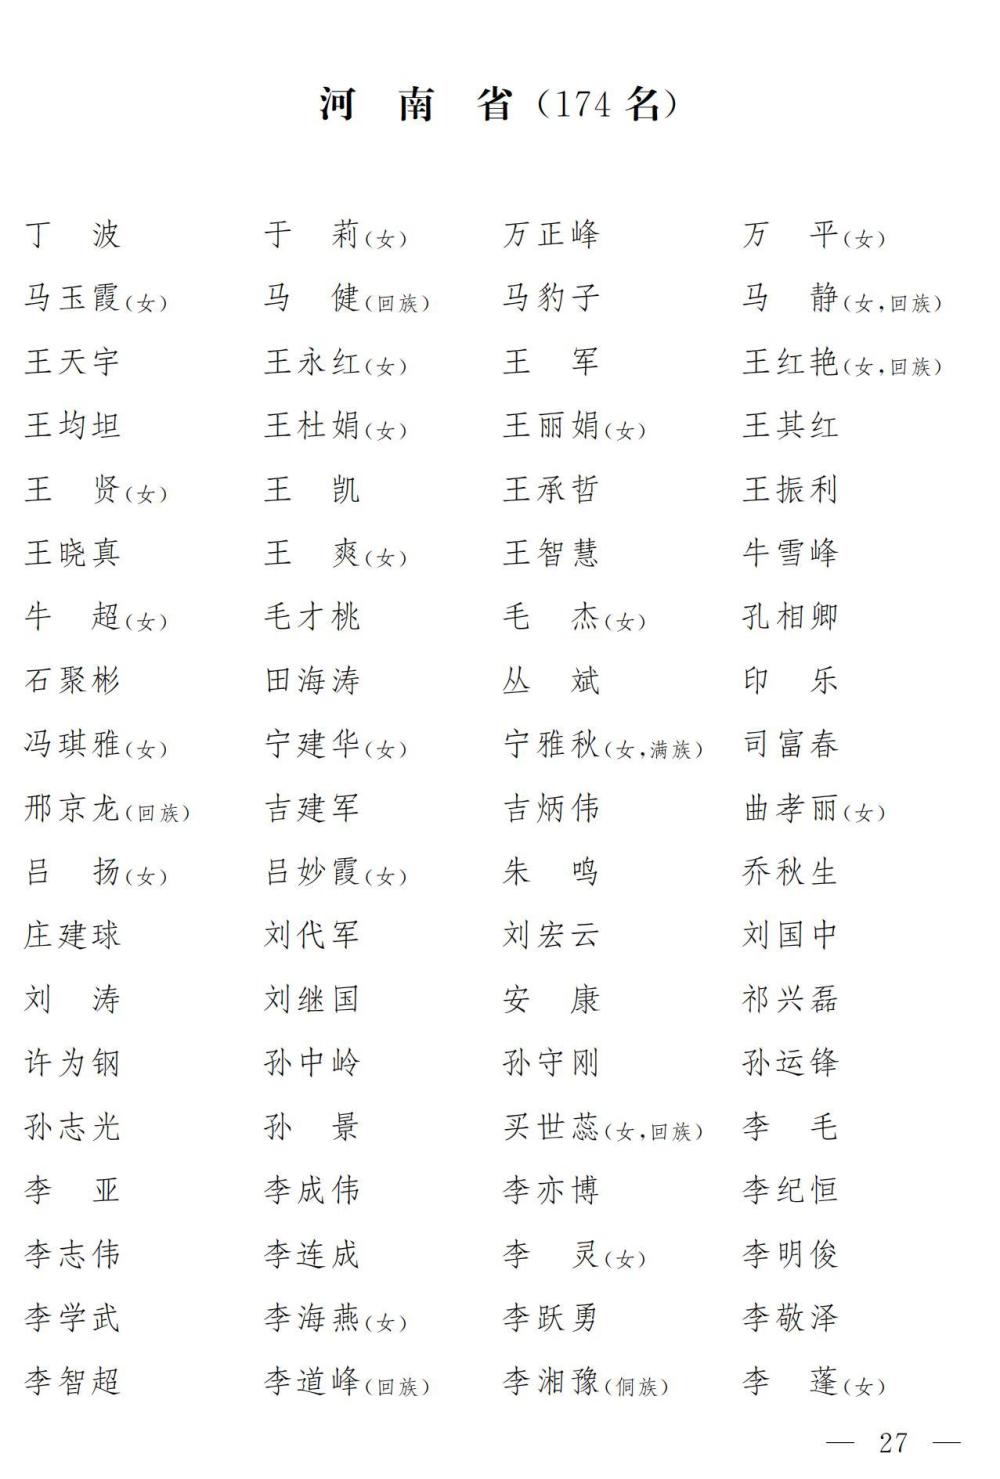 河　南　省（174 名）
丁　波　于　莉（女）　万正峰　万　平（女）
马玉霞（女）　马　健（回族）　马豹子　马　静（女，回族）
王天宇　王永红（女）　王　军　王红艳（女，回族）
王均坦　王杜娟（女）　王丽娟（女）　王其红
王　贤（女）　王　凯　王承哲　王振利
王晓真　王　爽（女）　王智慧　牛雪峰
牛　超（女）　毛才桃　毛　杰（女）　孔相卿
石聚彬　田海涛　丛　斌　印　乐
冯琪雅（女）　宁建华（女）　宁雅秋（女，满族）　司富春
邢京龙（回族）　吉建军　吉炳伟　曲孝丽（女）
吕　扬（女）　吕妙霞（女）　朱　鸣　乔秋生
庄建球　刘代军　刘宏云　刘国中
刘　涛　刘继国　安　康　祁兴磊
许为钢　孙中岭　孙守刚　孙运锋
孙志光　孙　景　买世蕊（女，回族）　李　毛
李　亚　李成伟　李亦博　李纪恒
李志伟　李连成　李　灵（女）　李明俊
李学武　李海燕（女）　李跃勇　李敬泽
李智超　李道峰（回族）　李湘豫（侗族）　李　蓬（女）
— 27 —